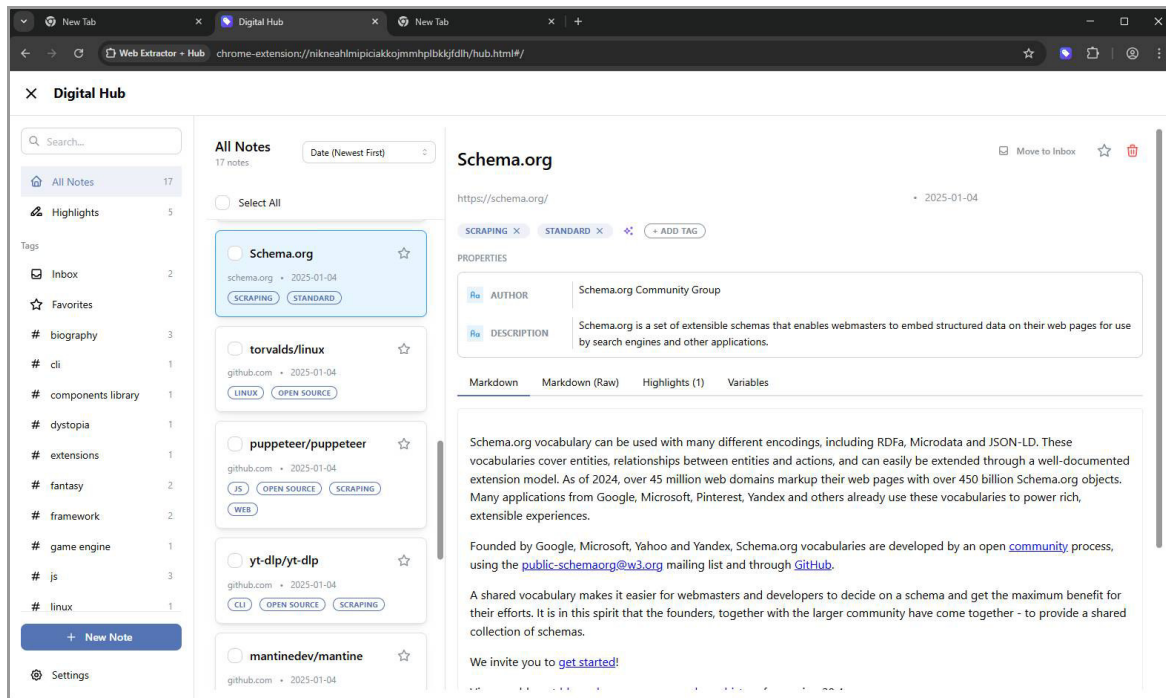 New Tab
Digital Hub
New Tab
Web Extractor + Hub
chrome-extension://nikneahlmipiciakkojmmhplbkkjfdlh/hub.html#/
Digital Hub
Search...
All Notes 17
Highlights 5
Tags
Inbox 2
Favorites
# biography 3
# cli 1
# components library 1
# dystopia 1
# extensions 1
# fantasy 2
# framework 2
# game engine 1
# js 3
# linux 1
+ New Note
Settings
All Notes
17 notes
Date (Newest First)
Select All
Schema.org
schema.org • 2025-01-04
SCRAPING STANDARD
torvalds/linux
github.com • 2025-01-04
LINUX OPEN SOURCE
puppeteer/puppeteer
github.com • 2025-01-04
JS OPEN SOURCE SCRAPING
WEB
yt-dlp/yt-dlp
github.com • 2025-01-04
CLI OPEN SOURCE SCRAPING
mantinedev/mantine
github.com • 2025-01-04
Schema.org
Move to Inbox
https://schema.org/ • 2025-01-04
SCRAPING × STANDARD × + ADD TAG
PROPERTIES
Aa AUTHOR Schema.org Community Group
Aa DESCRIPTION Schema.org is a set of extensible schemas that enables webmasters to embed structured data on their web pages for use
by search engines and other applications.
Markdown Markdown (Raw) Highlights (1) Variables
Schema.org vocabulary can be used with many different encodings, including RDFa, Microdata and JSON-LD. These
vocabularies cover entities, relationships between entities and actions, and can easily be extended through a well-documented
extension model. As of 2024, over 45 million web domains markup their web pages with over 450 billion Schema.org objects.
Many applications from Google, Microsoft, Pinterest, Yandex and others already use these vocabularies to power rich,
extensible experiences.
Founded by Google, Microsoft, Yahoo and Yandex, Schema.org vocabularies are developed by an open community process,
using the public-schemaorg@w3.org mailing list and through GitHub.
A shared vocabulary makes it easier for webmasters and developers to decide on a schema and get the maximum benefit for
their efforts. It is in this spirit that the founders, together with the larger community have come together - to provide a shared
collection of schemas.
We invite you to get started!